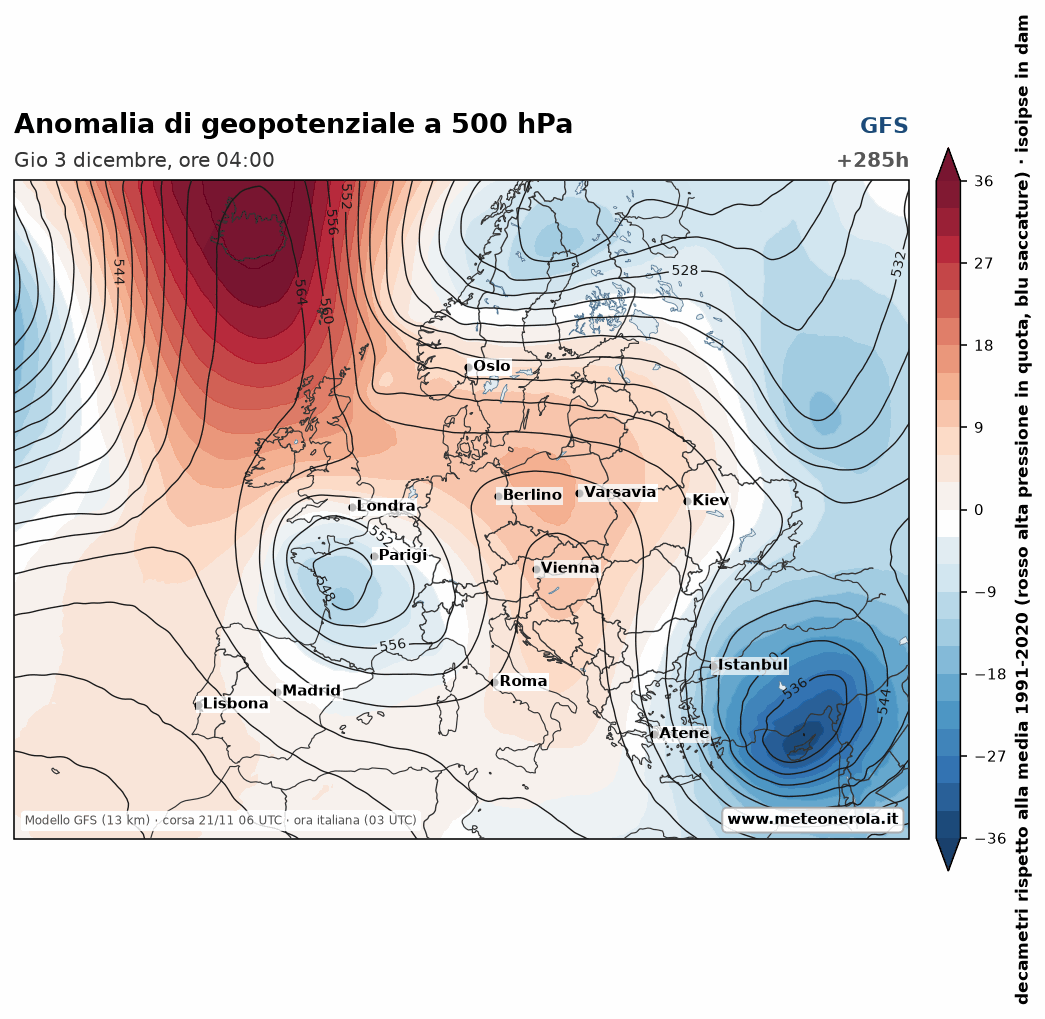 decametri rispetto alla media 1991-2020 (rosso alta pressione in quota, blu saccature) · isoipse in dam
Anomalia di geopotenziale a 500 hPa
GFS
Gio 3 dicembre, ore 04:00
+285h
36
27
18
9
0
−9
−18
−27
−36
552
556
544
564
560
528
532
Oslo
Berlino
Varsavia
Kiev
Londra
552
Parigi
Vienna
548
556
Istanbul
Roma
Madrid
536
544
Lisbona
Atene
Modello GFS (13 km) · corsa 21/11 06 UTC · ora italiana (03 UTC)
www.meteonerola.it